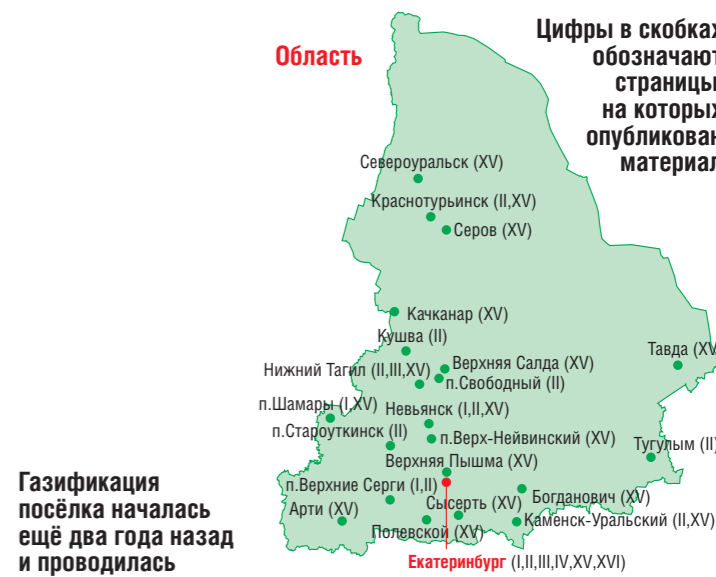 Область
Цифры в скобках
обозначают
страницы
на которых
опубликован
материал
Североуральск (XV)
Краснотурьинск (II,XV)
Серов (XV)
Качканар (XV)
Кушва (II)
Верхняя Салда (XV)
Тавда (XV
Нижний Тагил (II,III,XV)
п.Свободный (II)
п.Шамары (I,XV)
Невьянск (I,II,XV)
п.Староуткинск (II)
п.Верх-Нейвинский (XV)
Тугулым (II)
Верхняя Пышма (XV)
п.Верхние Серги (I,II)
Богданович (XV)
Арти (XV)
Сысерть (XV)
Каменск-Уральский (II,XV)
Полевской (XV)
Екатеринбург (I,II,III,IV,XV,XVI)
Газификация
посёлка началась
ещё два года назад
и проводилась